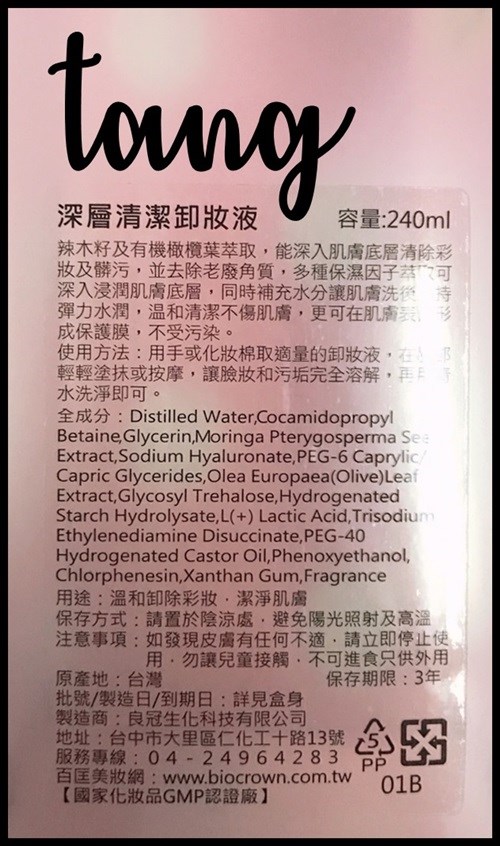 tang
深層清潔卸妝液 容量:240ml
辣木籽及有機橄欖葉萃取，能深入肌膚底層清除彩
妝及髒污，並去除老廢角質，多種保濕因子萃 可
深入浸潤肌膚底層，同時補充水分讓肌膚洗後 持
彈力水潤，溫和清潔不傷肌膚，更可在肌膚表 形
成保護膜，不受污染。
使用方法：用手或化妝棉取適量的卸妝液，在 部
輕輕塗抹或按摩，讓臉妝和污垢完全溶解，再用
水洗淨即可。
全成分：Distilled Water,Cocamidopropyl
Betaine,Glycerin,Moringa Pterygosperma See
Extract,Sodium Hyaluronate,PEG-6 Caprylic/
Capric Glycerides,Olea Europaea(Olive)Leaf
Extract,Glycosyl Trehalose,Hydrogenated
Starch Hydrolysate,L(+) Lactic Acid,Trisodium
Ethylenediamine Disuccinate,PEG-40
Hydrogenated Castor Oil,Phenoxyethanol,
Chlorphenesin,Xanthan Gum,Fragrance
用途：溫和卸除彩妝．潔淨肌膚
保存方式：請置於陰涼處．避免陽光照射及高溫
注意事項：如發現皮膚有任何不適．請立即停止使
用．勿讓兒童接觸．不可進食只供外用
原產地：台灣 保存期限：3年
批號/製造日/到期日：詳見盒身
製造商：良冠生化科技有限公司
地址：台中市大里區仁化工十路13號
服務專線：04-24964283
百匡美妝網：www.biocrown.com.tw
【國家化妝品GMP認證廠】
5
PP
01B